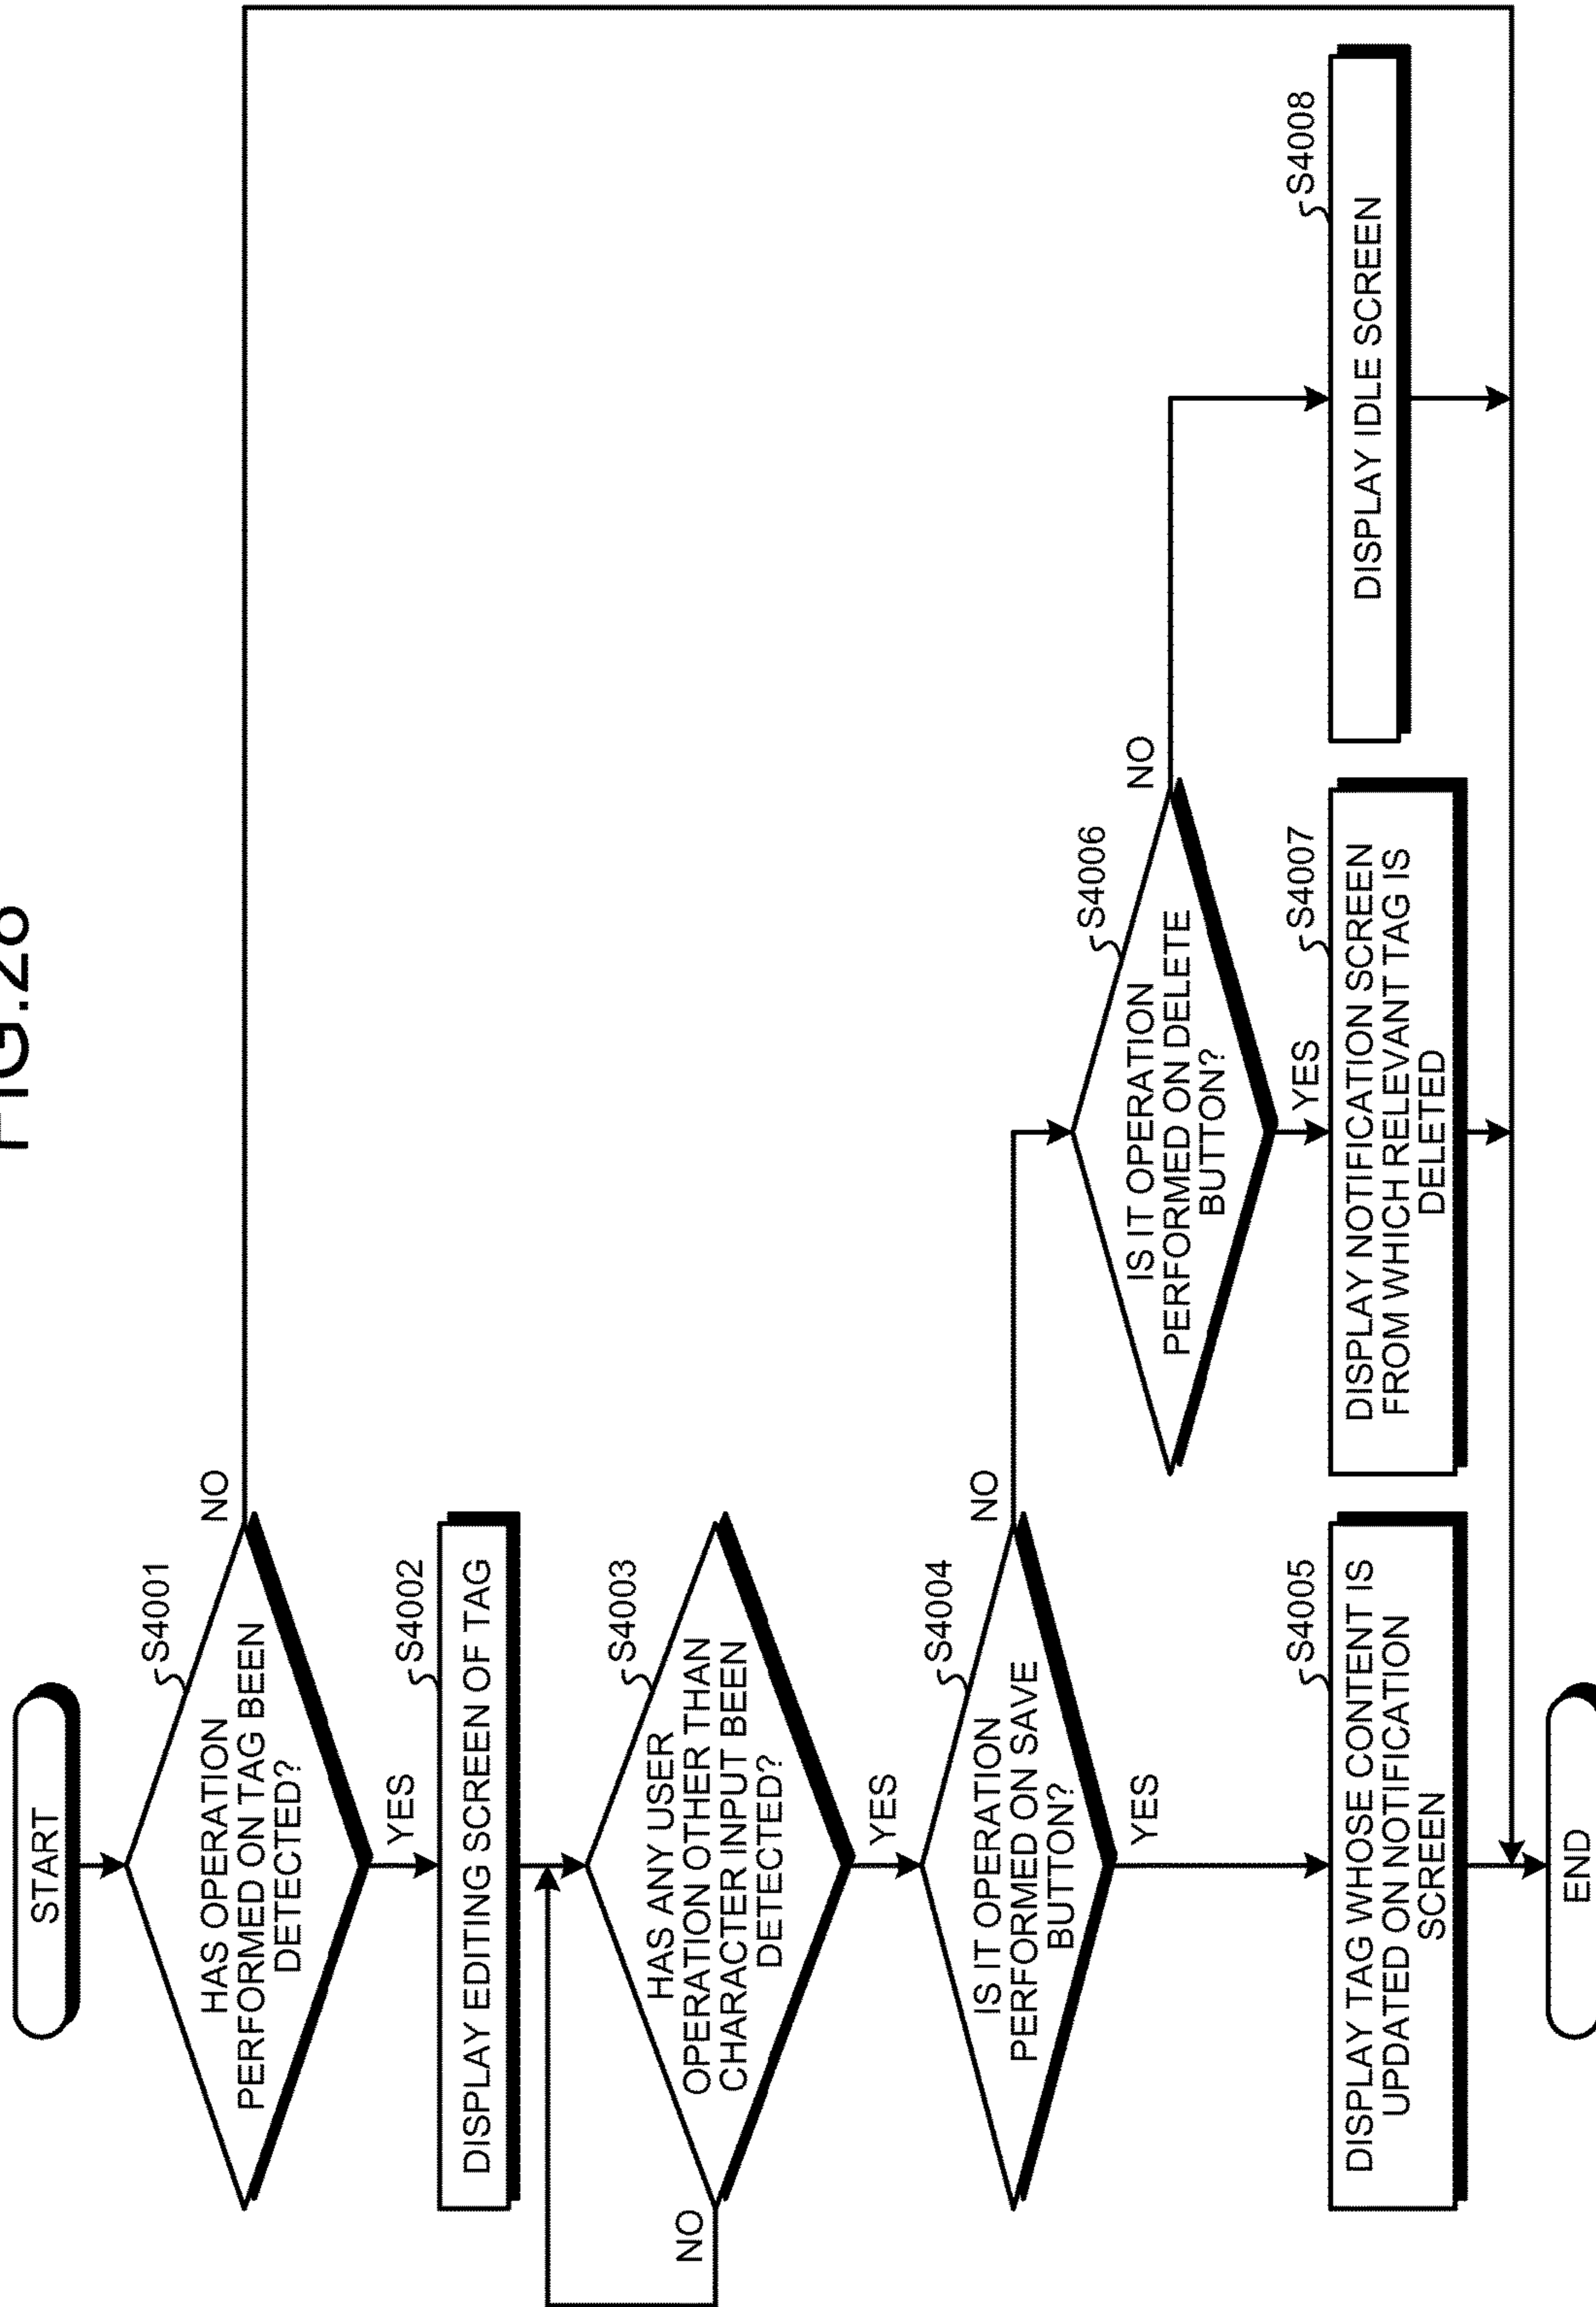 FIG.28
START
HAS OPERATION
PERFORMED ON TAG BEEN
DETECTED?
S4001
NO
YES
DISPLAY EDITING SCREEN OF TAG
S4002
HAS ANY USER
OPERATION OTHER THAN
CHARACTER INPUT BEEN
DETECTED?
S4003
NO
YES
IS IT OPERATION
PERFORMED ON SAVE
BUTTON?
S4004
NO
YES
DISPLAY TAG WHOSE CONTENT IS
UPDATED ON NOTIFICATION
SCREEN
S4005
IS IT OPERATION
PERFORMED ON DELETE
BUTTON?
S4006
NO
YES
DISPLAY NOTIFICATION SCREEN
FROM WHICH RELEVANT TAG IS
DELETED
S4007
DISPLAY IDLE SCREEN
S4008
END